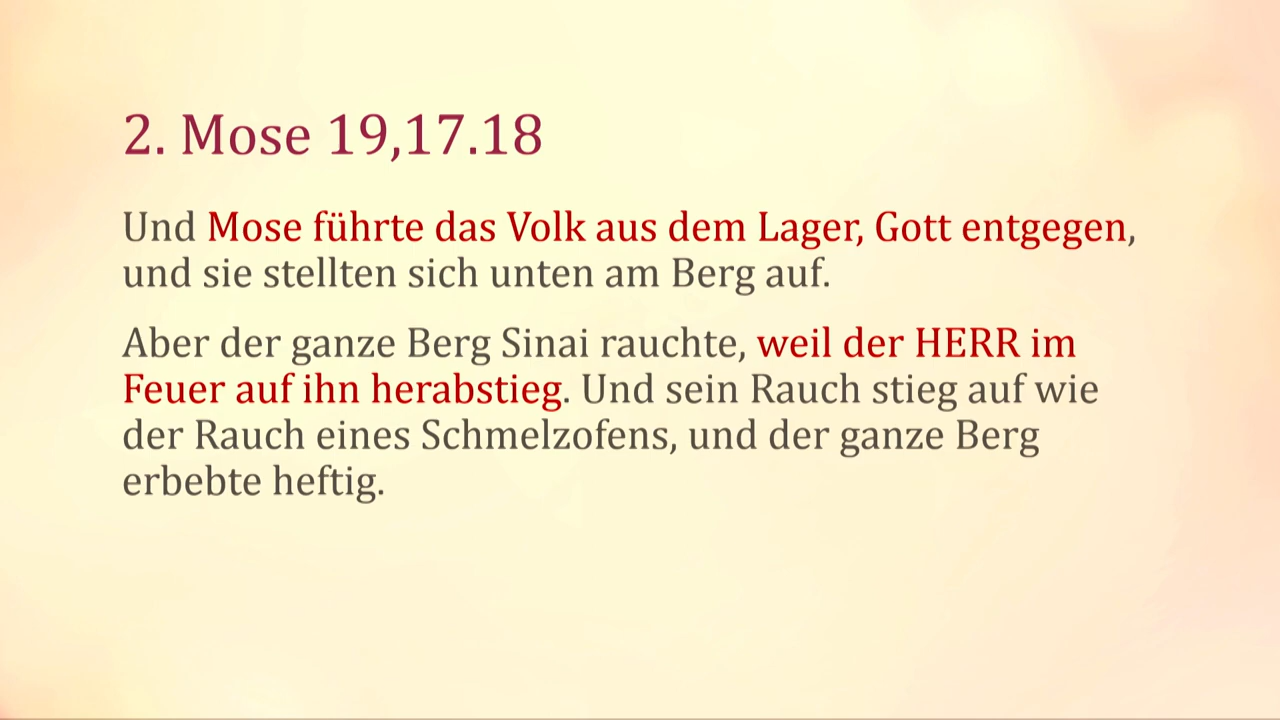 2. Mose 19,17.18
Und Mose führte das Volk aus dem Lager, Gott entgegen,
und sie stellten sich unten am Berg auf.
Aber der ganze Berg Sinai rauchte, weil der HERR im
Feuer auf ihn herabstieg. Und sein Rauch stieg auf wie
der Rauch eines Schmelzofens, und der ganze Berg
erbebte heftig.